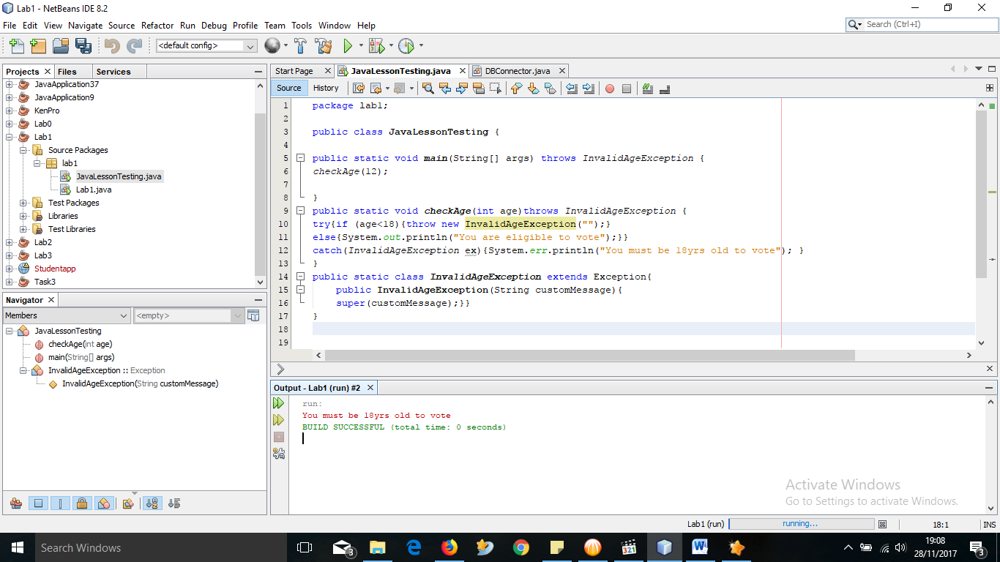 Lab1 - NetBeans IDE 8.2
File Edit View Navigate Source Refactor Run Debug Profile Team Tools Window Help
Search (Ctrl+I)
<default config>
Projects Files Services
JavaApplication37
JavaApplication9
KenPro
Lab0
Lab1
Source Packages
lab1
JavaLessonTesting.java
Lab1.java
Test Packages
Libraries
Test Libraries
Lab2
Lab3
Studentapp
Task3
Navigator
Members <empty>
JavaLessonTesting
checkAge(int age)
main(String[] args)
InvalidAgeException :: Exception
InvalidAgeException(String customMessage)
Start Page JavaLessonTesting.java DBConnector.java
Source History
1 package lab1;
2
3 public class JavaLessonTesting {
4
5 public static void main(String[] args) throws InvalidAgeException {
6 checkAge(12);
7
8 }
9 public static void checkAge(int age)throws InvalidAgeException {
10 try{if (age<18){throw new InvalidAgeException("");}
11 else{System.out.println("You are eligible to vote");}}
12 catch(InvalidAgeException ex){System.err.println("You must be 18yrs old to vote"); }
13 }
14 public static class InvalidAgeException extends Exception{
15 public InvalidAgeException(String customMessage){
16 super(customMessage);}}
17 }
18
19
Output - Lab1 (run) #2
run:
You must be 18yrs old to vote
BUILD SUCCESSFUL (total time: 0 seconds)
Activate Windows
Go to Settings to activate Windows.
Lab1 (run) running... 18:1 INS
Search Windows
3
321
W
19:08
28/11/2017
3